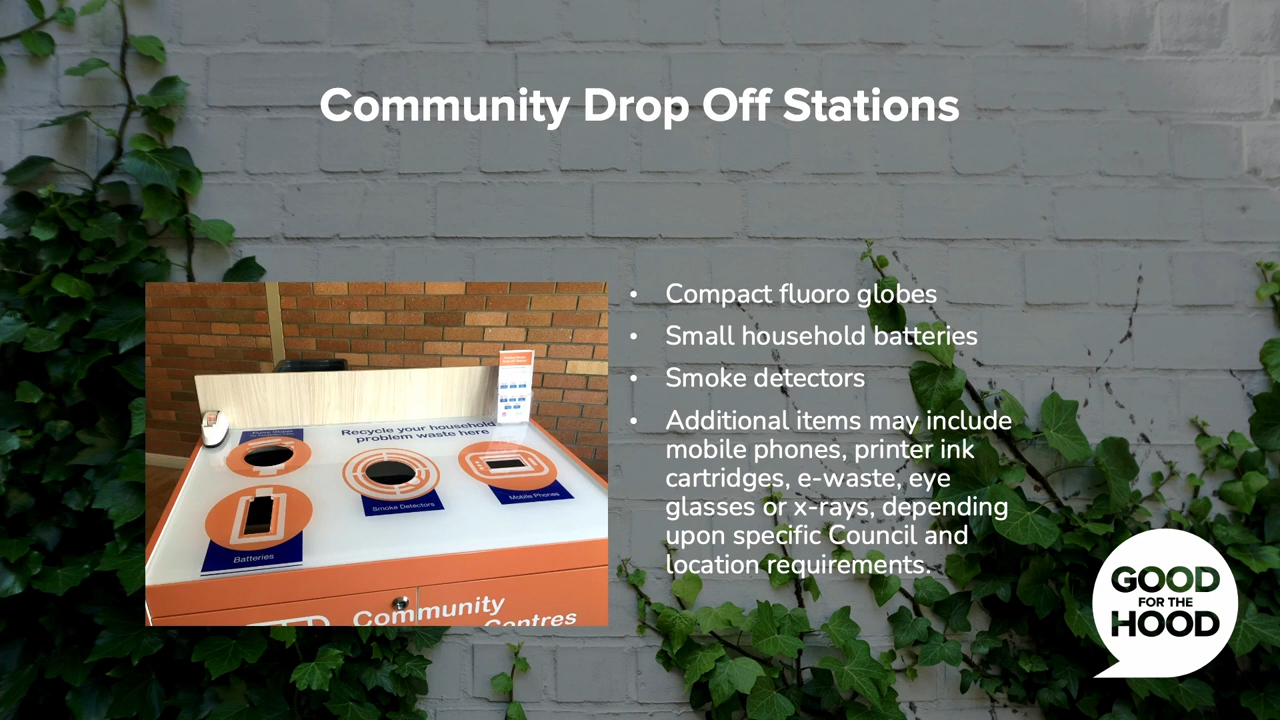 Community Drop Off Stations
• Compact fluoro globes
• Small household batteries
• Smoke detectors
• Additional items may include
mobile phones, printer ink
cartridges, e-waste, eye
glasses or x-rays, depending
upon specific Council and
location requirements.
Recycle your household
problem waste here
Smoke Detectors
Mobile Phones
Batteries
Community
Centres
GOOD
FOR THE
HOOD